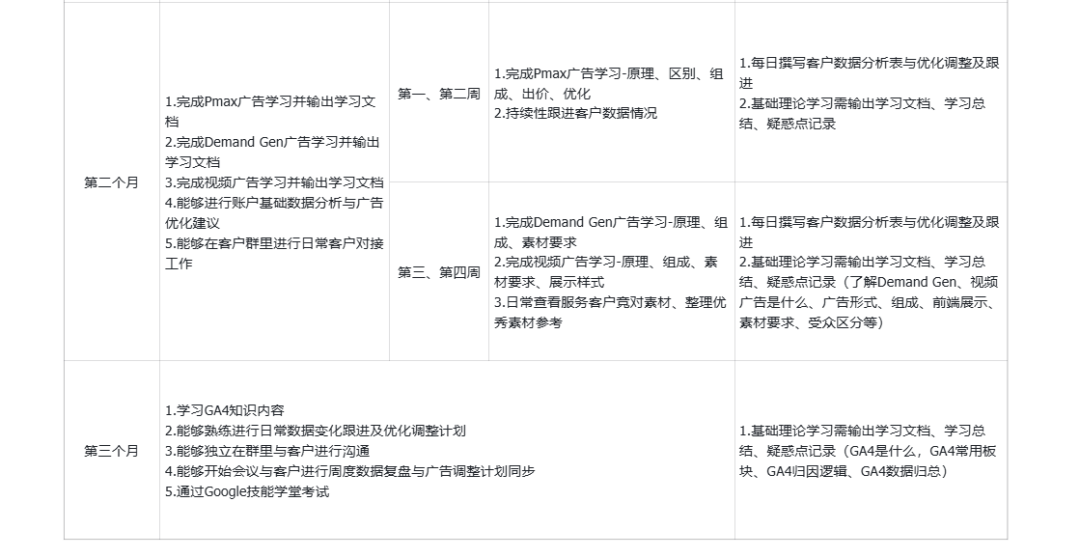 第二个月
1.完成Pmax广告学习并输出学习文
档
2.完成Demand Gen广告学习并输出
学习文档
3.完成视频广告学习并输出学习文档
4.能够进行账户基础数据分析与广告
优化建议
5.能够在客户群里进行日常客户对接
工作
第一、第二周
1.完成Pmax广告学习-原理、区别、组
成、出价、优化
2.持续性跟进客户数据情况
1.每日撰写客户数据分析表与优化调整及跟
进
2.基础理论学习需输出学习文档、学习总
结、疑惑点记录
第三、第四周
1.完成Demand Gen广告学习-原理、组
成、素材要求
2.完成视频广告学习-原理、组成、素
材要求、展示样式
3.日常查看服务客户竞对素材、整理优
秀素材参考
1.每日撰写客户数据分析表与优化调整及跟
进
2.基础理论学习需输出学习文档、学习总
结、疑惑点记录（了解Demand Gen、视频
广告是什么、广告形式、组成、前端展示、
素材要求、受众区分等）
第三个月
1.学习GA4知识内容
2.能够熟练进行日常数据变化跟进及优化调整计划
3.能够独立在群里与客户进行沟通
4.能够开始会议与客户进行周度数据复盘与广告调整计划同步
5.通过Google技能学堂考试
1.基础理论学习需输出学习文档、学习总
结、疑惑点记录（GA4是什么，GA4常用板
块、GA4归因逻辑、GA4数据归总）